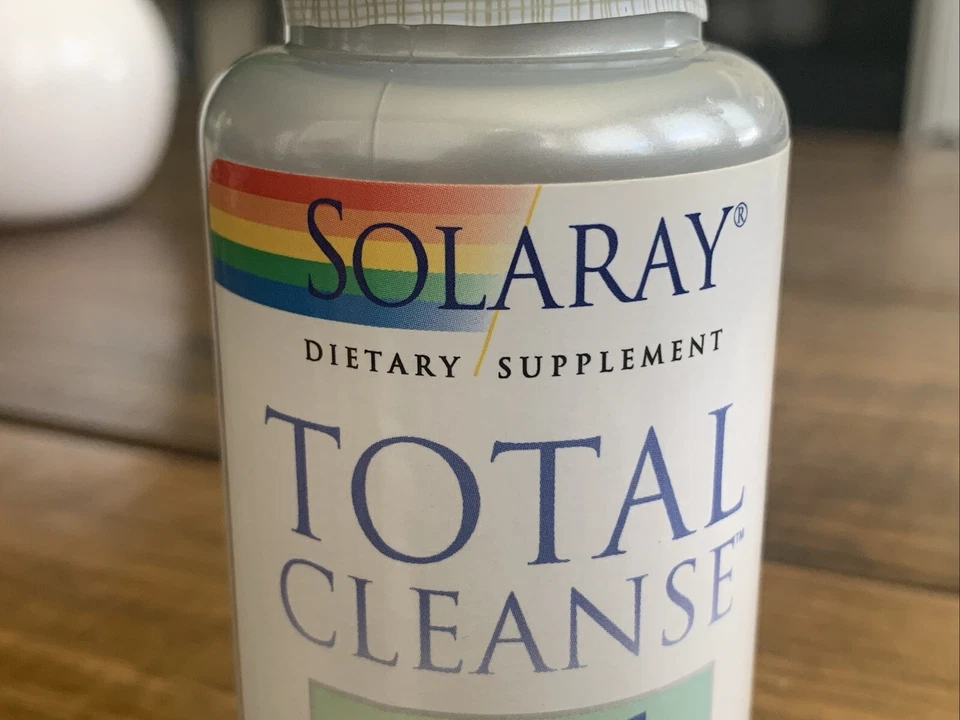 SOLARAY®
DIETARY SUPPLEMENT
TOTAL
CLEANSE™